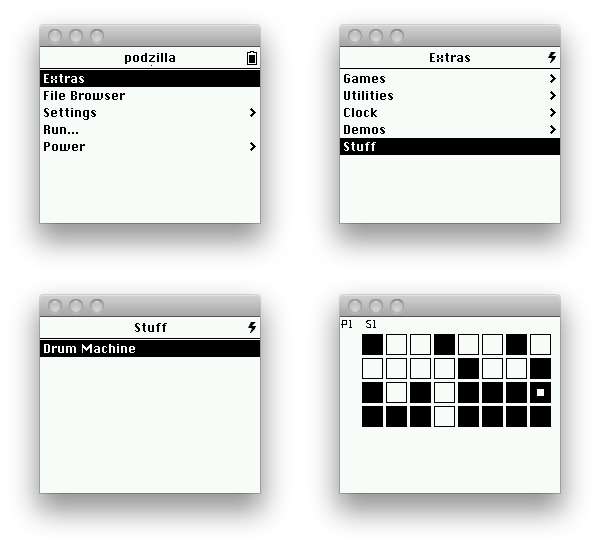 podzilla
Extras
File Browser
Settings
Run...
Power
Extras
Games
Utilities
Clock
Demos
Stuff
Stuff
Drum Machine
P1 S1